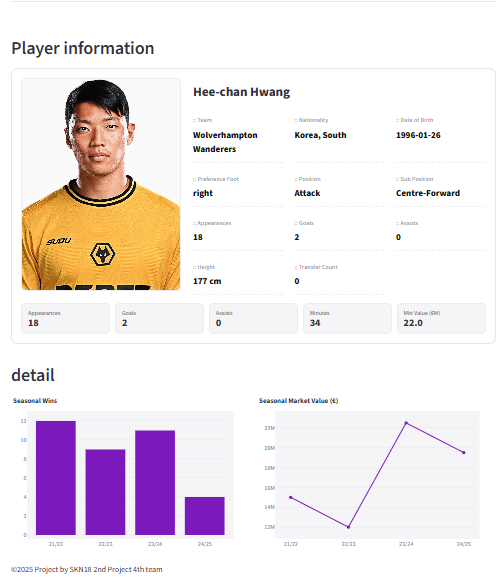 Player information
Hee-chan Hwang
:: Team
:: Nationality
:: Date of Birth
Wolverhampton
Wanderers
Korea, South
1996-01-26
:: Preference Foot
:: Position
:: Sub Position
right
Attack
Centre-Forward
:: Appearances
:: Goals
:: Assists
18
2
0
:: Height
:: Transfer Count
177 cm
0
SUDU
Appearances
Goals
Assists
Minutes
Mkt Value (€M)
18
2
0
34
22.0
detail
Seasonal Wins
Seasonal Market Value (€)
12
10
8
6
4
2
0
21/22
22/23
23/24
24/25
22M
20M
18M
16M
14M
12M
21/22
22/23
23/24
24/25
©2025 Project by SKN18 2nd Project 4th team